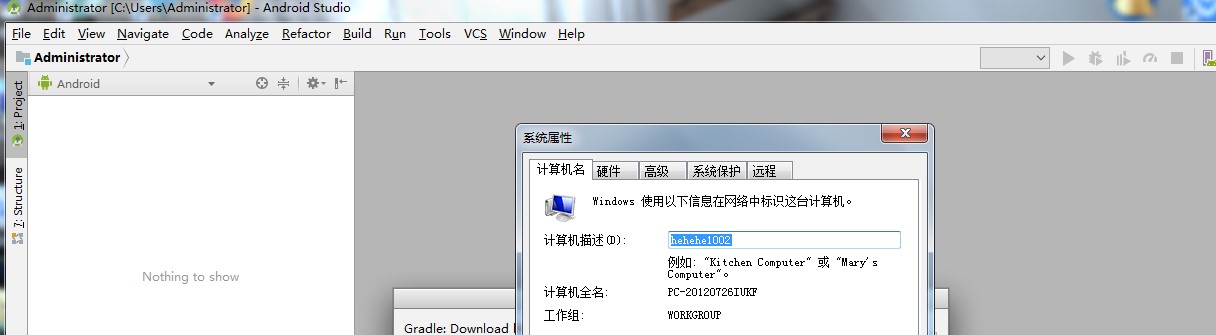 Administrator [C:\Users\Administrator] - Android Studio
File Edit View Navigate Code Analyze Refactor Build Run Tools VCS Window Help
Administrator
1: Project
Android
7: Structure
Nothing to show
系统属性
计算机名 硬件 高级 系统保护 远程
Windows 使用以下信息在网络中标识这台计算机。
计算机描述(D): hehehe1002
例如: "Kitchen Computer" 或 "Mary's
Computer"。
计算机全名: PC-20120726IUKF
工作组: WORKGROUP
Gradle: Download